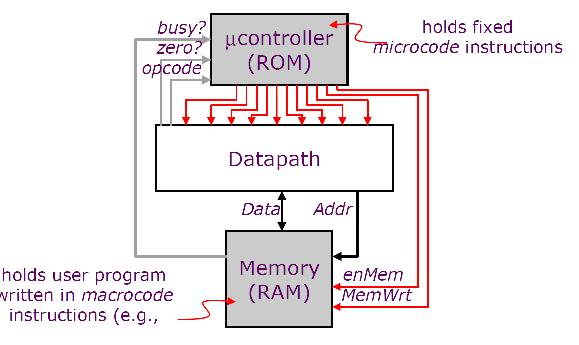 busy?
zero?
opcode
μcontroller
(ROM)
holds fixed
microcode instructions
Datapath
Data
Addr
Memory
(RAM)
enMem
MemWrt
holds user program
written in macrocode
instructions (e.g.,